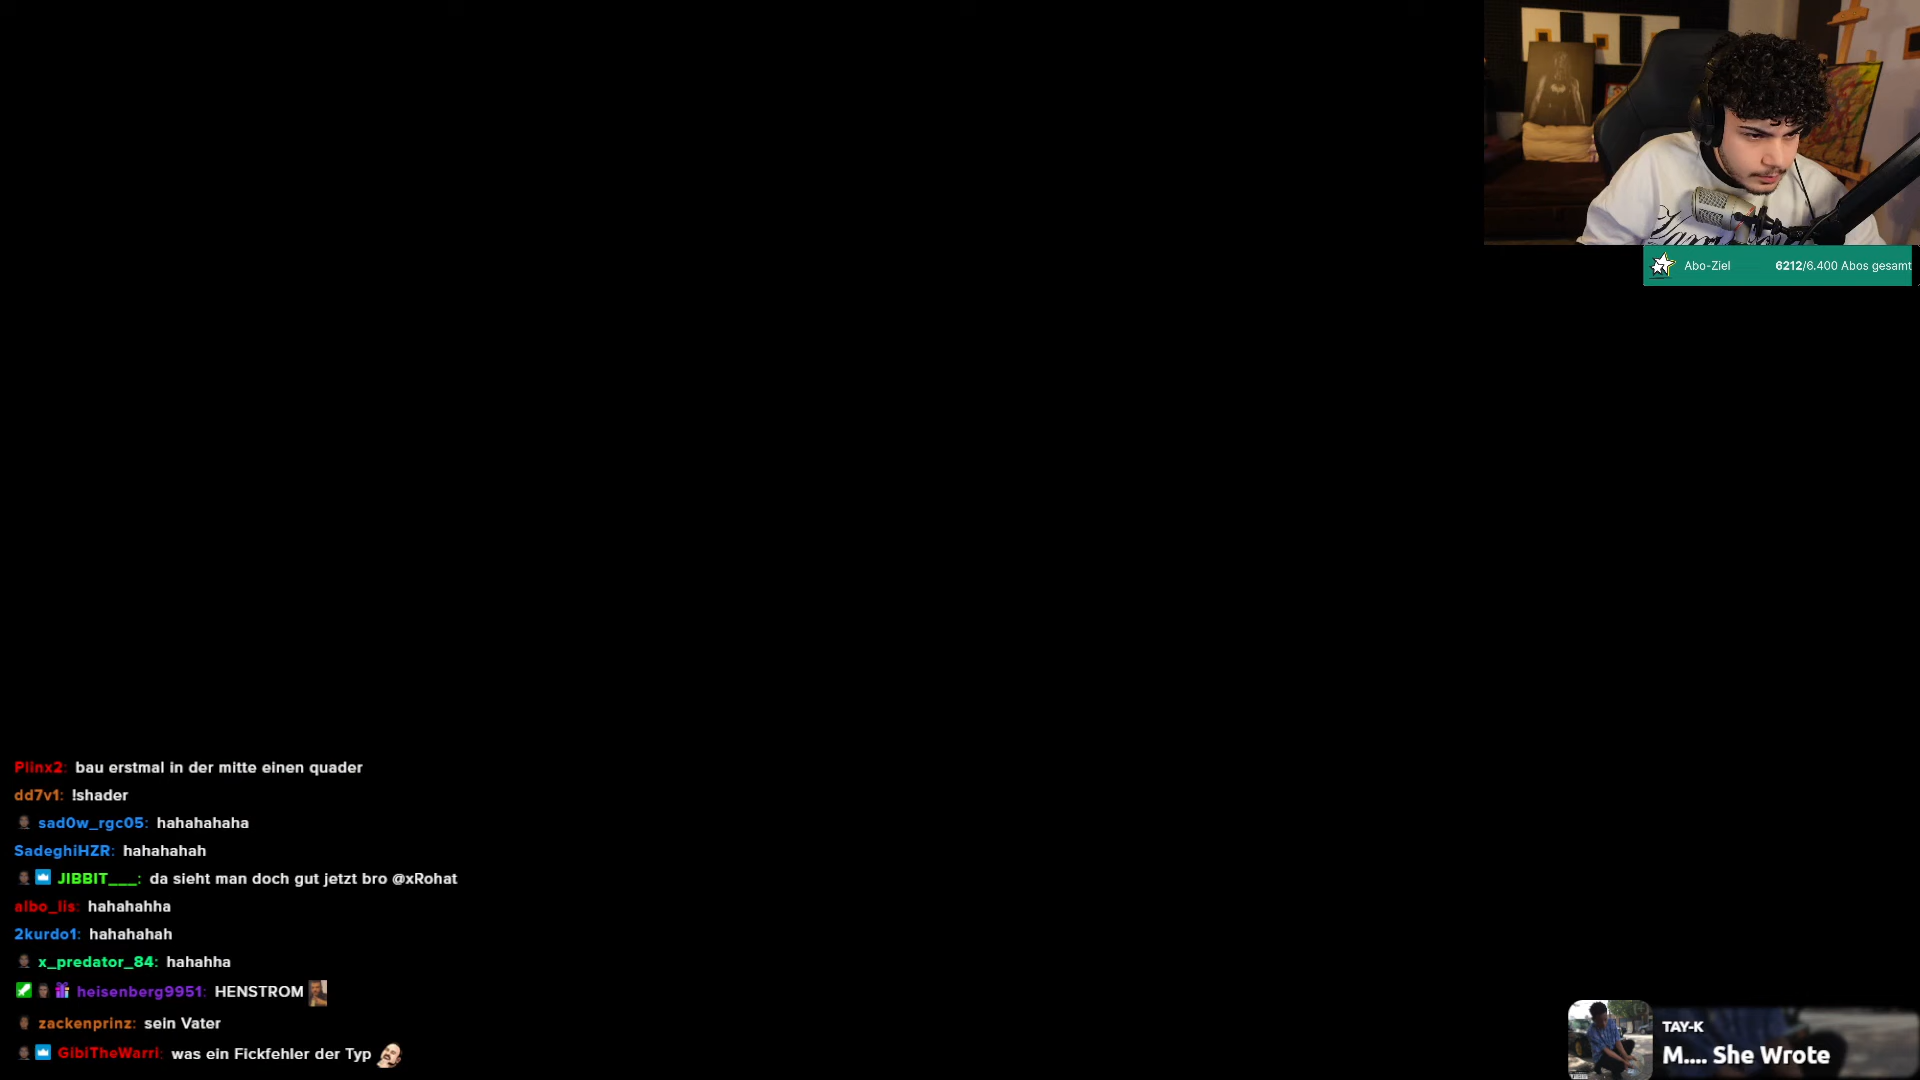 Abo-Ziel 6212/6.400 Abos gesamt
Plinx2: bau erstmal in der mitte einen quader
dd7v1: !shader
sad0w_rgc05: hahahahaha
SadeghiHZR: hahahahah
JIBBIT___: da sieht man doch gut jetzt bro @xRohat
albo_lis: hahahahha
2kurdo1: hahahahah
x_predator_84: hahahha
heisenberg9951: HENSTROM
zackenprinz: sein Vater
GibiTheWarri: was ein Fickfehler der Typ
TAY-K
M.... She Wrote